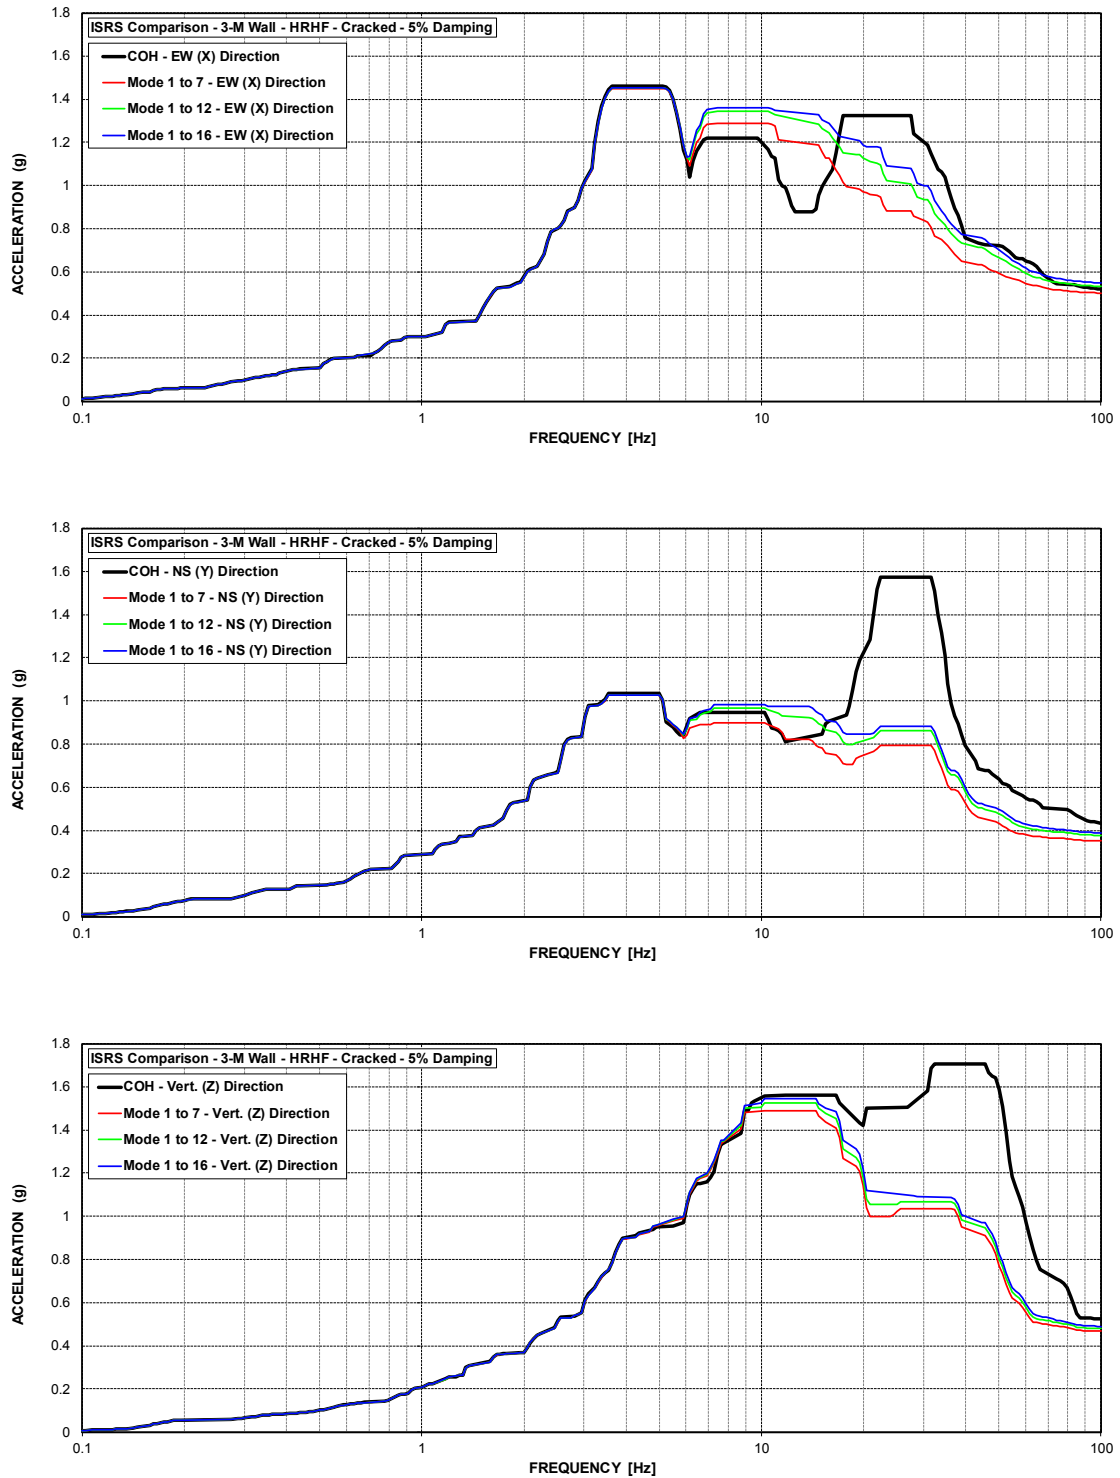 ISRS Comparison - 3-M Wall - HRHF - Cracked - 5% Damping
COH - EW (X) Direction
Mode 1 to 7 - EW (X) Direction
Mode 1 to 12 - EW (X) Direction
Mode 1 to 16 - EW (X) Direction
ACCELERATION (g)
1.8
1.6
1.4
1.2
1
0.8
0.6
0.4
0.2
0
0.1
1
10
100
FREQUENCY [Hz]
ISRS Comparison - 3-M Wall - HRHF - Cracked - 5% Damping
COH - NS (Y) Direction
Mode 1 to 7 - NS (Y) Direction
Mode 1 to 12 - NS (Y) Direction
Mode 1 to 16 - NS (Y) Direction
ACCELERATION (g)
1.8
1.6
1.4
1.2
1
0.8
0.6
0.4
0.2
0
0.1
1
10
100
FREQUENCY [Hz]
ISRS Comparison - 3-M Wall - HRHF - Cracked - 5% Damping
COH - Vert. (Z) Direction
Mode 1 to 7 - Vert. (Z) Direction
Mode 1 to 12 - Vert. (Z) Direction
Mode 1 to 16 - Vert. (Z) Direction
ACCELERATION (g)
1.8
1.6
1.4
1.2
1
0.8
0.6
0.4
0.2
0
0.1
1
10
100
FREQUENCY [Hz]